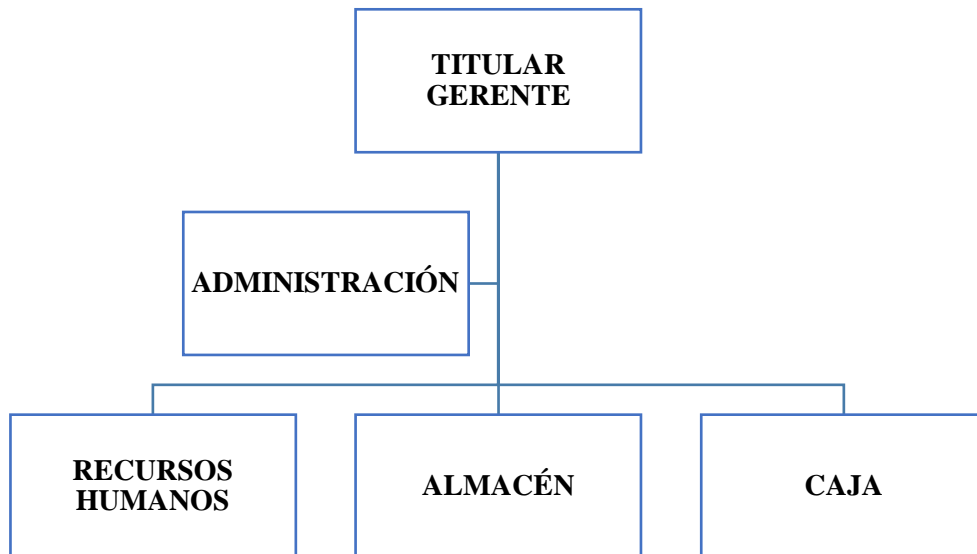 TITULAR
GERENTE
ADMINISTRACIÓN
RECURSOS
HUMANOS
ALMACÉN
CAJA